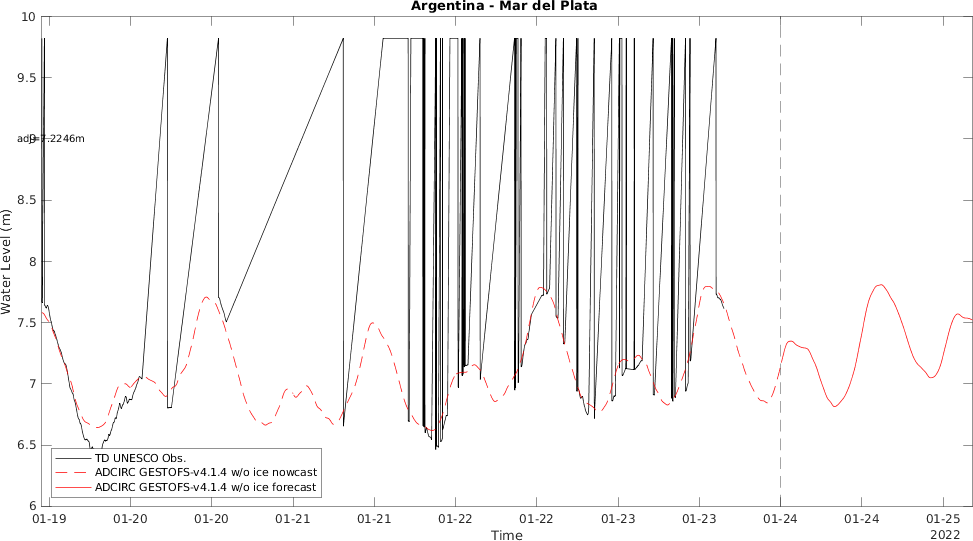 Argentina - Mar del Plata
10
9.5
9
adj=7.2246m
8.5
8
7.5
7
6.5
6
Water Level (m)
TD UNESCO Obs.
ADCIRC GESTOFS-v4.1.4 w/o ice nowcast
ADCIRC GESTOFS-v4.1.4 w/o ice forecast
01-19 01-20 01-20 01-21 01-21 01-22 01-22 01-23 01-23 01-24 01-24 01-25
Time
2022